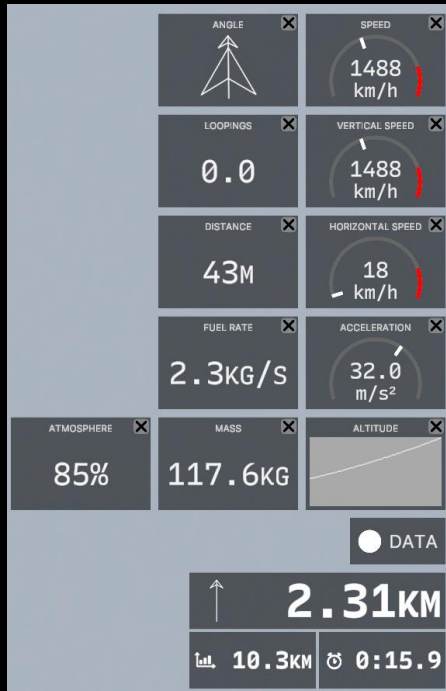 ANGLE
SPEED
1488
km/h
LOOPINGS
0.0
VERTICAL SPEED
1488
km/h
DISTANCE
43M
HORIZONTAL SPEED
18
km/h
FUEL RATE
2.3KG/S
ACCELERATION
32.0
m/s²
ATMOSPHERE
85%
MASS
117.6KG
ALTITUDE
DATA
2.31KM
10.3KM
0:15.9